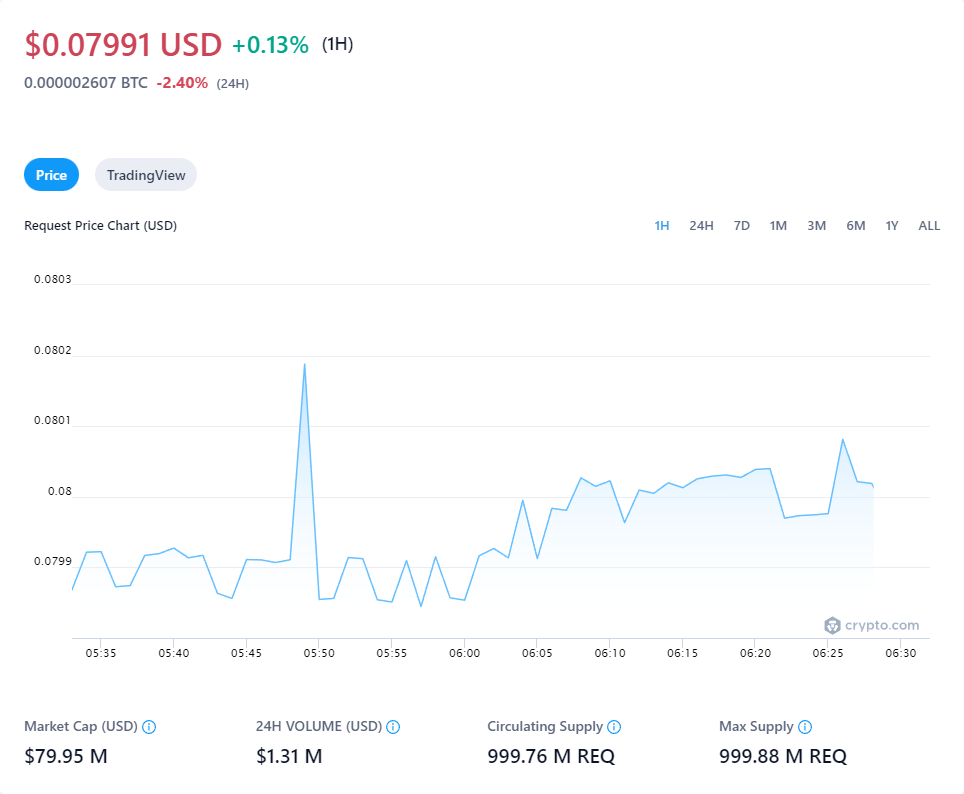 $0.07991 USD +0.13% (1H)
0.000002607 BTC -2.40% (24H)
Price TradingView
Request Price Chart (USD) 1H 24H 7D 1M 3M 6M 1Y ALL
0.0803
0.0802
0.0801
0.08
0.0799
crypto.com
05:35 05:40 05:45 05:50 05:55 06:00 06:05 06:10 06:15 06:20 06:25 06:30
Market Cap (USD) 24H VOLUME (USD) Circulating Supply Max Supply
$79.95 M $1.31 M 999.76 M REQ 999.88 M REQ